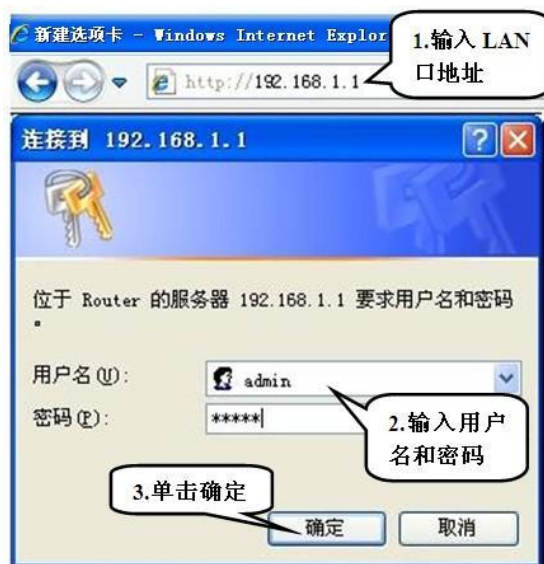 新建选项卡 - Windows Internet Explor
1.输入 LAN
口地址
http://192.168.1.1
连接到 192.168.1.1
位于 Router 的服务器 192.168.1.1 要求用户名和密码
。
用户名(U):
admin
密码(P):
*****
2.输入用户
名和密码
3.单击确定
确定
取消